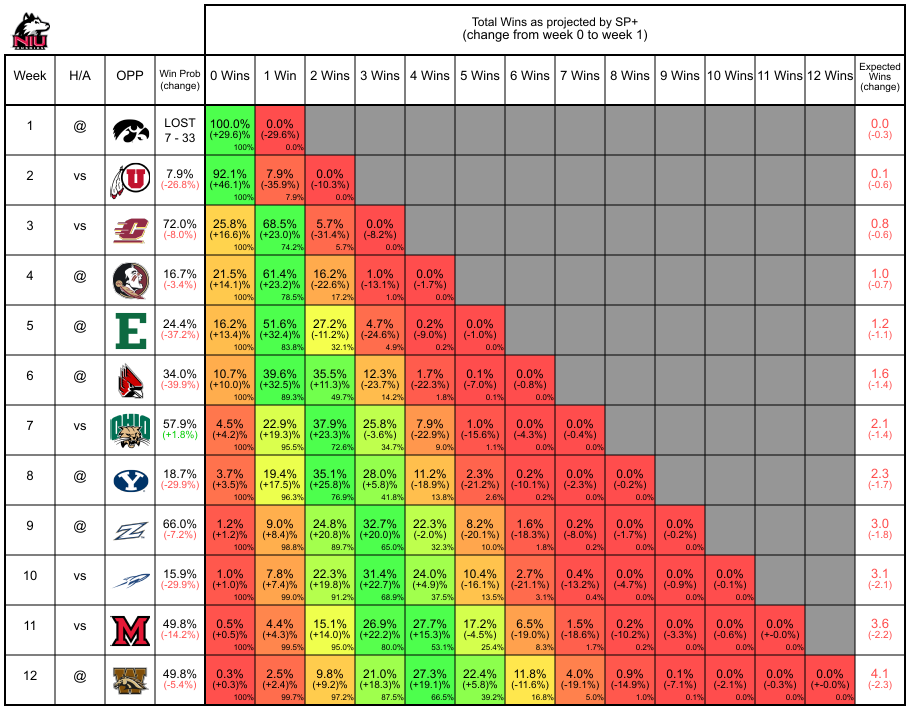 NIU
Total Wins as projected by SP+
(change from week 0 to week 1)
Week H/A OPP Win Prob (change) 0 Wins 1 Win 2 Wins 3 Wins 4 Wins 5 Wins 6 Wins 7 Wins 8 Wins 9 Wins 10 Wins 11 Wins 12 Wins Expected Wins (change)
1 @ LOST 100.0% 0.0% 0.0
7 - 33 (+29.6)% (-29.6%) (-0.3)
100% 0.0%
2 vs U 7.9% 92.1% 7.9% 0.0% 0.1
(-26.8%) (+46.1)% (-35.9%) (-10.3%) (-0.6)
100% 7.9% 0.0%
3 vs C 72.0% 25.8% 68.5% 5.7% 0.0% 0.8
(-8.0%) (+16.6)% (+23.0)% (-31.4%) (-8.2%) (-0.6)
100% 74.2% 5.7% 0.0%
4 @ 16.7% 21.5% 61.4% 16.2% 1.0% 0.0% 1.0
(-3.4%) (+14.1)% (+23.2)% (-22.6%) (-13.1%) (-1.7%) (-0.7)
100% 78.5% 17.2% 1.0% 0.0%
5 @ E 24.4% 16.2% 51.6% 27.2% 4.7% 0.2% 0.0% 1.2
(-37.2%) (+13.4)% (+32.4)% (-11.2%) (-24.6%) (-9.0%) (-1.0%) (-1.1)
100% 83.8% 32.1% 4.9% 0.2% 0.0%
6 @ 34.0% 10.7% 39.6% 35.5% 12.3% 1.7% 0.1% 0.0% 1.6
(-39.9%) (+10.0)% (+32.5)% (+11.3)% (-23.7%) (-22.3%) (-7.0%) (-0.8%) (-1.4)
100% 89.3% 49.7% 14.2% 1.8% 0.1% 0.0%
7 vs OHIO 57.9% 4.5% 22.9% 37.9% 25.8% 7.9% 1.0% 0.0% 0.0% 2.1
(+1.8%) (+4.2)% (+19.3)% (+23.3)% (-3.6%) (-22.9%) (-15.6%) (-4.3%) (-0.4%) (-1.4)
100% 95.5% 72.6% 34.7% 9.0% 1.1% 0.0% 0.0%
8 @ Y 18.7% 3.7% 19.4% 35.1% 28.0% 11.2% 2.3% 0.2% 0.0% 0.0% 2.3
(-29.9%) (+3.5)% (+17.5)% (+25.8)% (+5.8)% (-18.9%) (-21.2%) (-10.1%) (-2.3%) (-0.2%) (-1.7)
100% 96.3% 76.9% 41.8% 13.8% 2.6% 0.2% 0.0% 0.0%
9 @ Z 66.0% 1.2% 9.0% 24.8% 32.7% 22.3% 8.2% 1.6% 0.2% 0.0% 0.0% 3.0
(-7.2%) (+1.2)% (+8.4)% (+20.8)% (+20.0)% (-2.0%) (-20.1%) (-18.3%) (-8.0%) (-1.7%) (-0.2%) (-1.8)
100% 98.8% 89.7% 65.0% 32.3% 10.0% 1.8% 0.2% 0.0% 0.0%
10 vs 15.9% 1.0% 7.8% 22.3% 31.4% 24.0% 10.4% 2.7% 0.4% 0.0% 0.0% 0.0% 3.1
(-29.9%) (+1.0)% (+7.4)% (+19.8)% (+22.7)% (+4.9)% (-16.1%) (-21.1%) (-13.2%) (-4.7%) (-0.9%) (-0.1%) (-2.1)
100% 99.0% 91.2% 68.9% 37.5% 13.5% 3.1% 0.4% 0.0% 0.0% 0.0%
11 vs M 49.8% 0.5% 4.4% 15.1% 26.9% 27.7% 17.2% 6.5% 1.5% 0.2% 0.0% 0.0% 0.0% 3.6
(-14.2%) (+0.5)% (+4.3)% (+14.0)% (+22.2)% (+15.3)% (-4.5%) (-19.0%) (-18.6%) (-10.2%) (-3.3%) (-0.6%) (+-0.0)% (-2.2)
100% 99.5% 95.0% 80.0% 53.1% 25.4% 8.3% 1.7% 0.2% 0.0% 0.0% 0.0%
12 @ W 49.8% 0.3% 2.5% 9.8% 21.0% 27.3% 22.4% 11.8% 4.0% 0.9% 0.1% 0.0% 0.0% 0.0% 4.1
(-5.4%) (+0.3)% (+2.4)% (+9.2)% (+18.3)% (+19.1)% (+5.8)% (-11.6%) (-19.1%) (-14.9%) (-7.1%) (-2.1%) (-0.3%) (+-0.0)% (-2.3)
100% 99.7% 97.2% 87.5% 66.5% 39.2% 16.8% 5.0% 1.0% 0.1% 0.0% 0.0% 0.0%